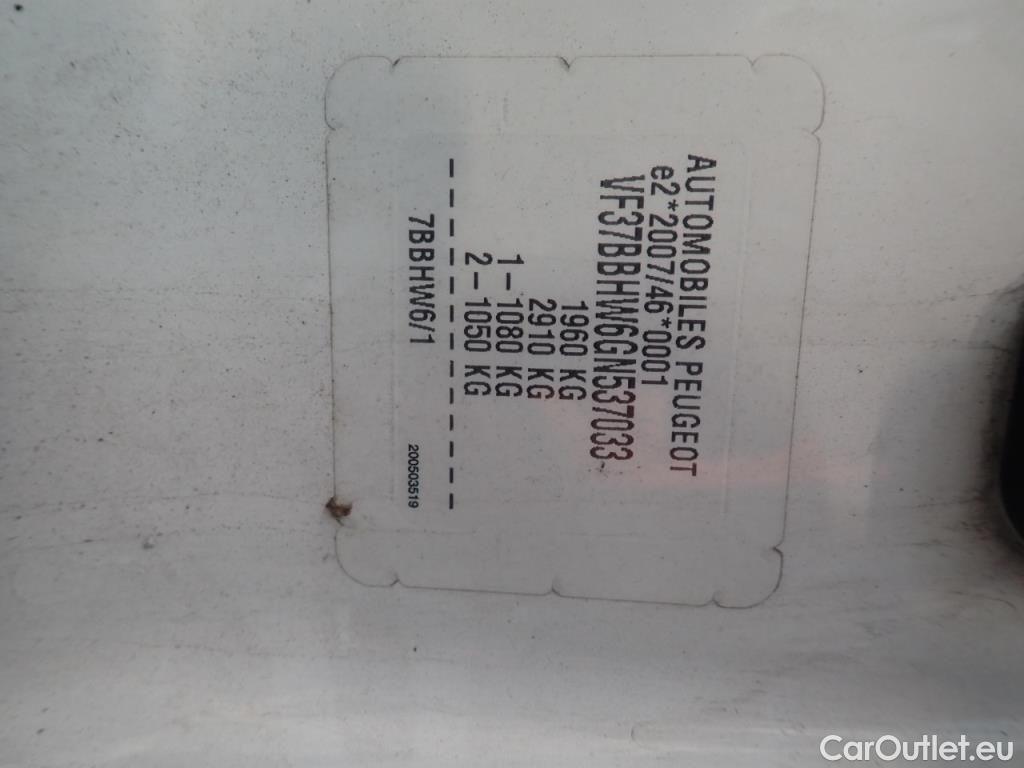 AUTOMOBILES PEUGEOT
e2*2007/46*0001
VF37BBHW6GN537033
1960 KG
2910 KG
1-1080 KG
2-1050 KG
--------------
7BBHW6/1
200503519
CarOutlet.eu